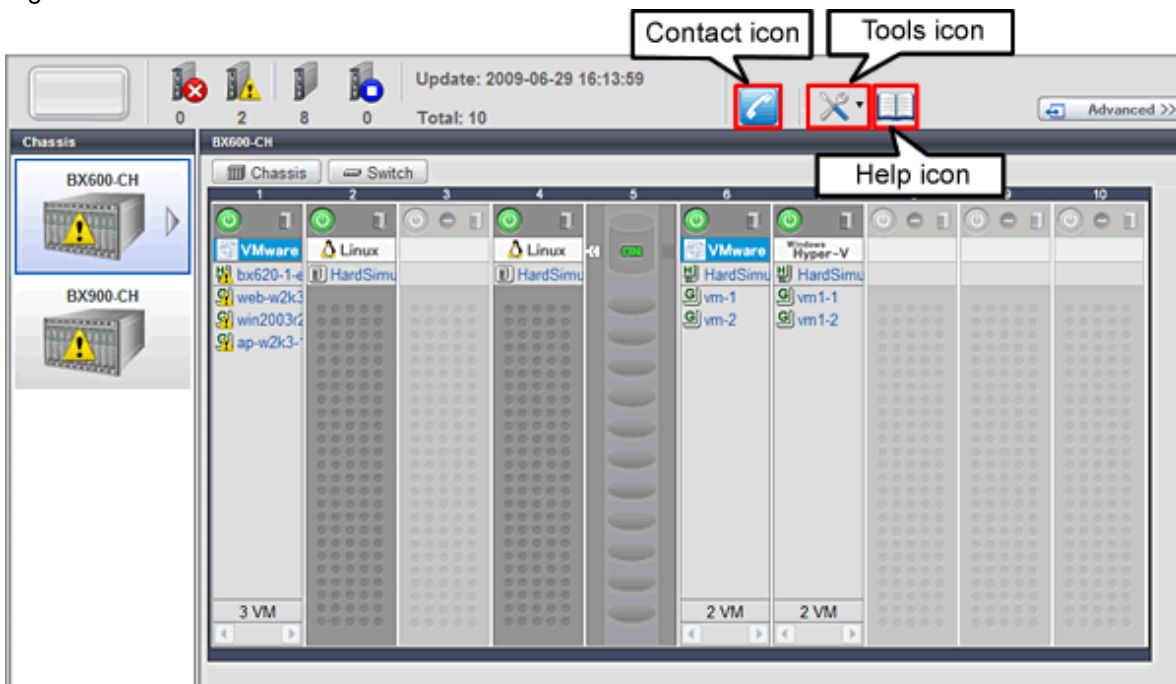 Contact icon
Tools icon
Update: 2009-06-29 16:13:59
0 2 8 0
Total: 10
Advanced >>
Chassis
BX600-CH
Help icon
BX600-CH
Chassis
Switch
1 2 3 4 5 6 9 10
VMware
Linux
Linux
ON
VMware
Windows
Hyper-V
bx620-1-e
HardSimu
HardSimu
HardSimu
HardSimu
BX900-CH
web-w2k3
vm-1
vm1-1
win2003r2
vm-2
vm1-2
ap-w2k3-1
3 VM
2 VM
2 VM